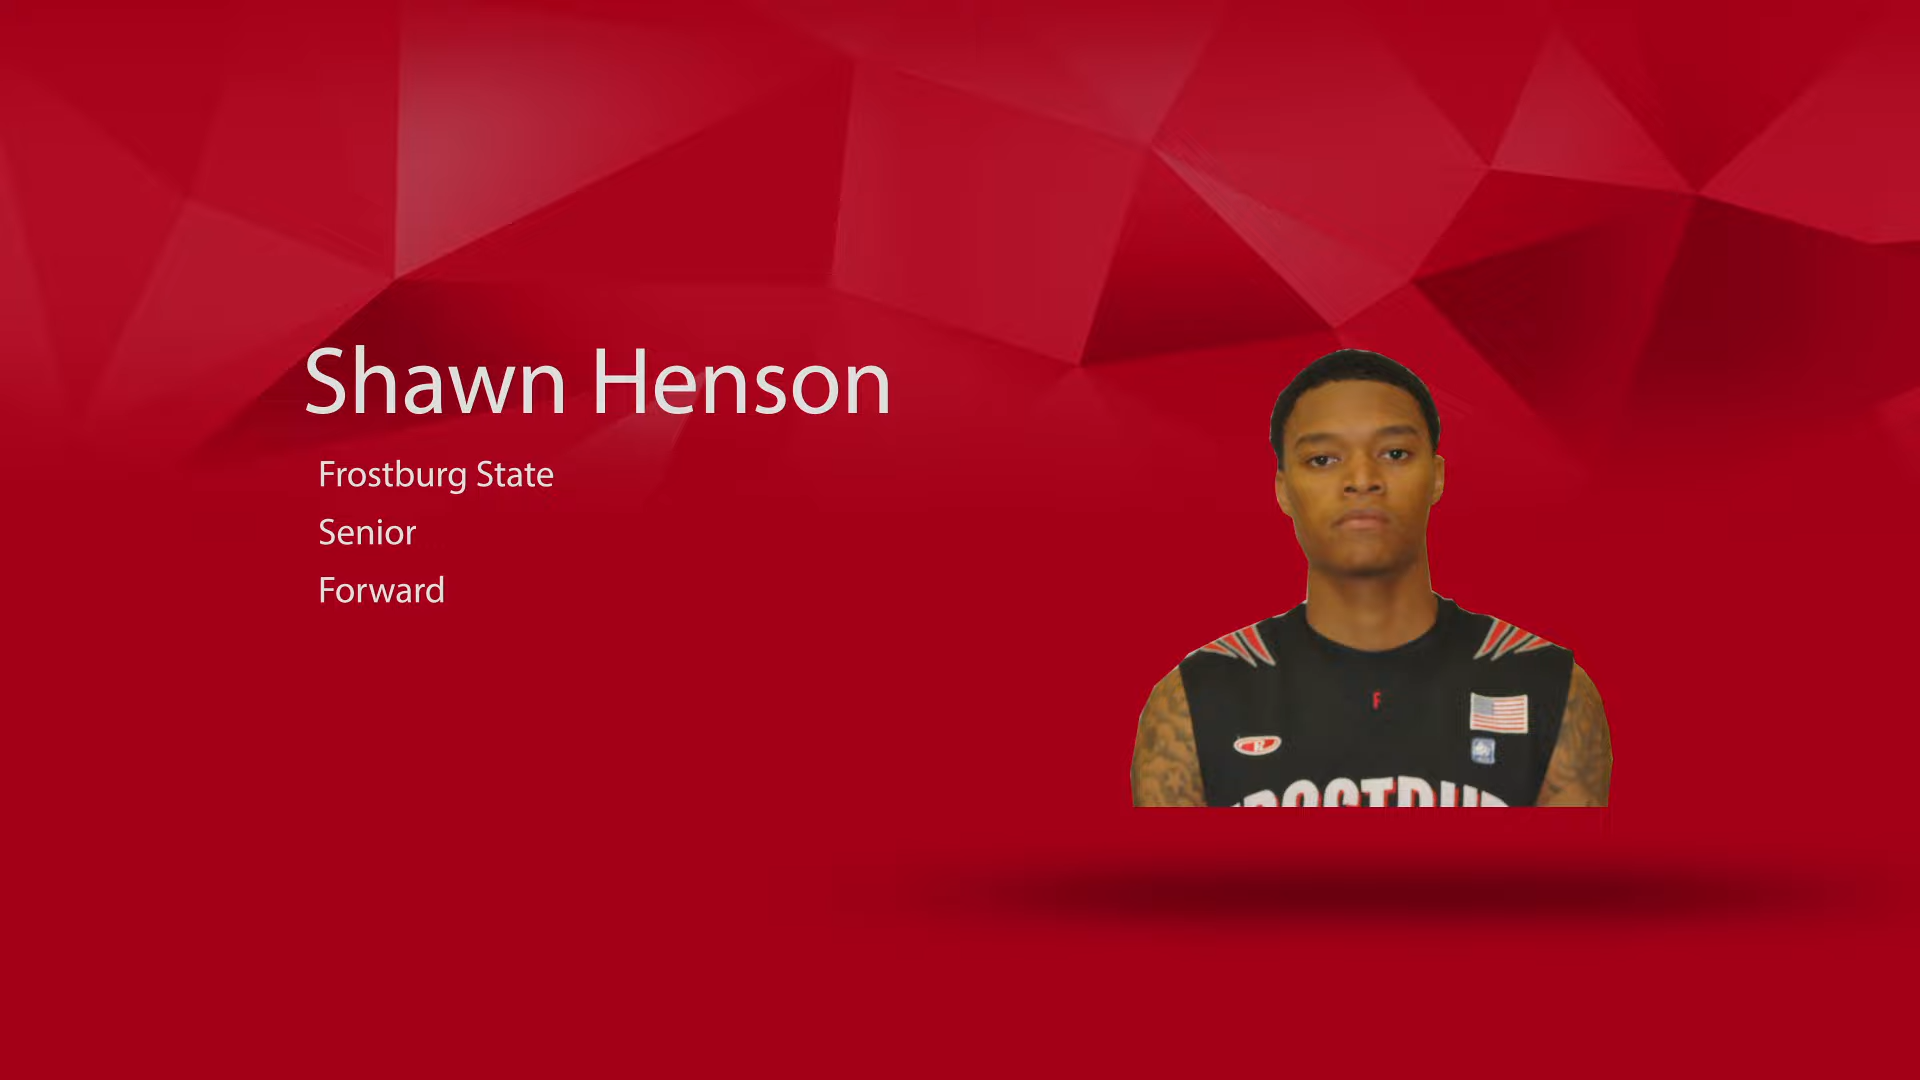 Shawn Henson
Frostburg State
Senior
Forward
F